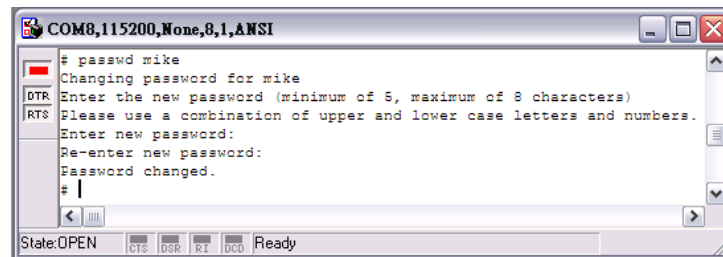 COM8,115200,None,8,1,ANSI
# passwd mike
Changing password for mike
DTR
Enter the new password (minimum of 5, maximum of 8 characters)
RTS
Please use a combination of upper and lower case letters and numbers.
Enter new password:
Re-enter new password:
Password changed.
#
State:OPEN CTS DSR RI DCD Ready